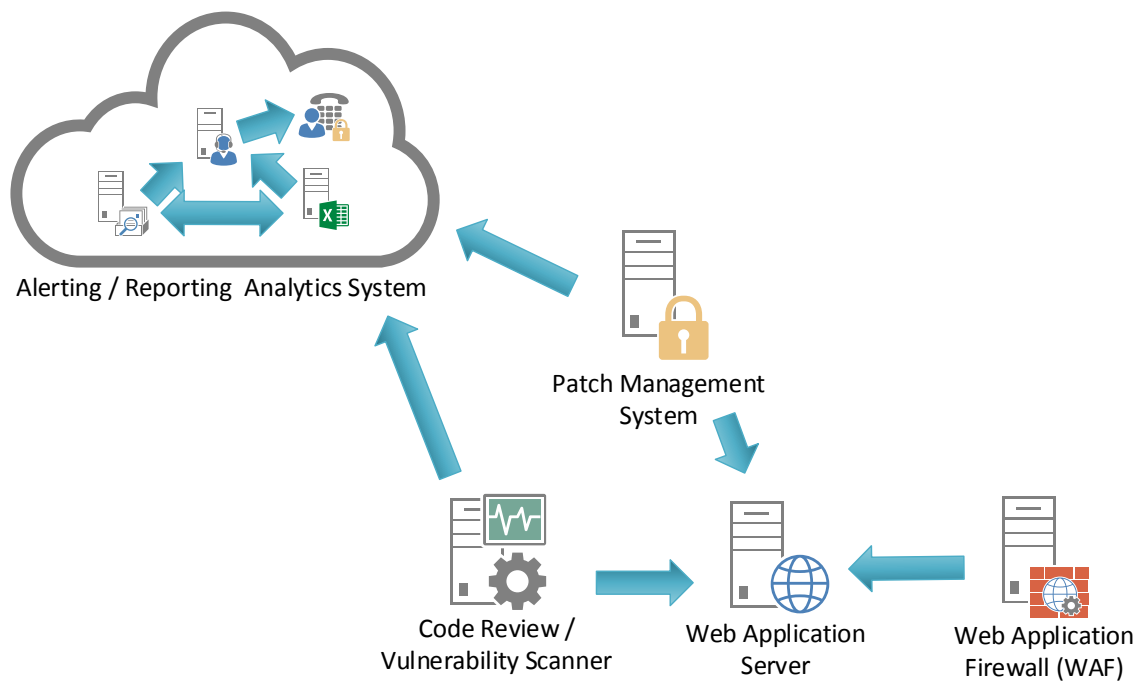 Alerting / Reporting  Analytics System
Patch Management
System
Code Review /
Vulnerability Scanner
Web Application
Server
Web Application
Firewall (WAF)
X